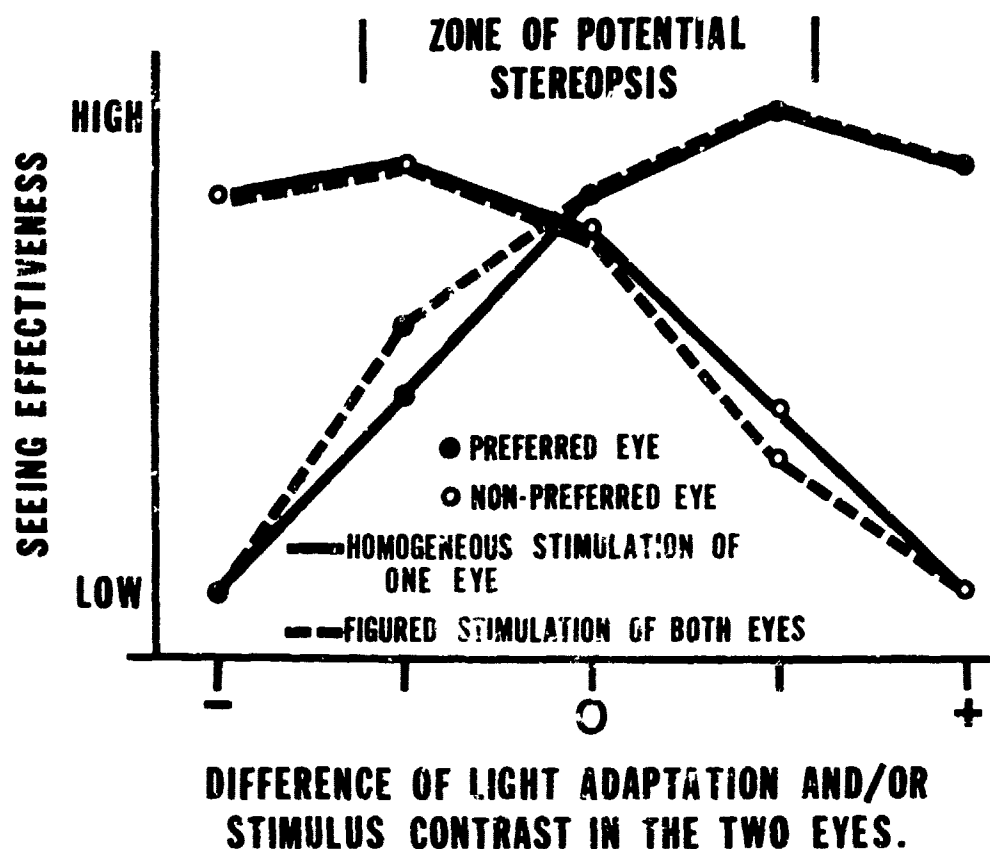 ZONE OF POTENTIAL
STEREOPSIS
HIGH
SEEING EFFECTIVENESS
PREFERRED EYE
NON-PREFERRED EYE
HOMOGENEOUS STIMULATION OF
ONE EYE
LOW
FIGURED STIMULATION OF BOTH EYES
- O +
DIFFERENCE OF LIGHT ADAPTATION AND/OR
STIMULUS CONTRAST IN THE TWO EYES.